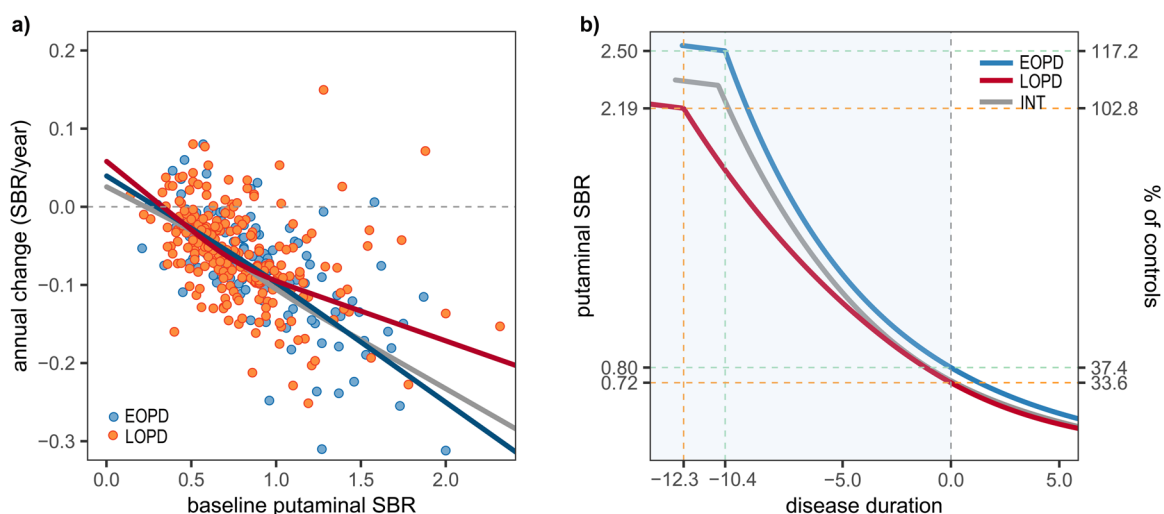 a)
annual change (SBR/year)
0.2
0.1
0.0
−0.1
−0.2
−0.3
EOPD
LOPD
0.0 0.5 1.0 1.5 2.0
baseline putaminal SBR
b)
putaminal SBR
2.50
2.19
0.80
0.72
EOPD
LOPD
INT
117.2
102.8
37.4
33.6
% of controls
−12.3 −10.4 −5.0 0.0 5.0
disease duration